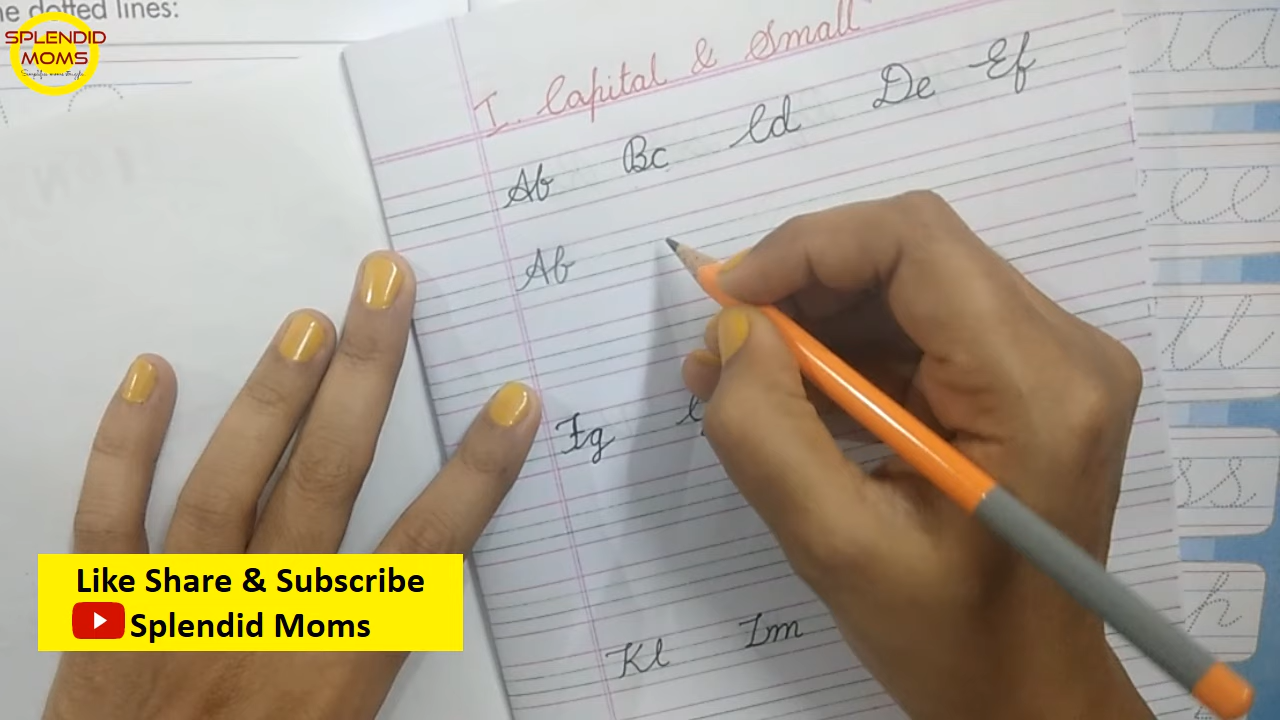 e dotted lines:
SPLENDID
MOMS
I. Capital & Small
Ab Bc Cd De Ef
Ab
Fg
Kl Lm
Like Share & Subscribe
Splendid Moms